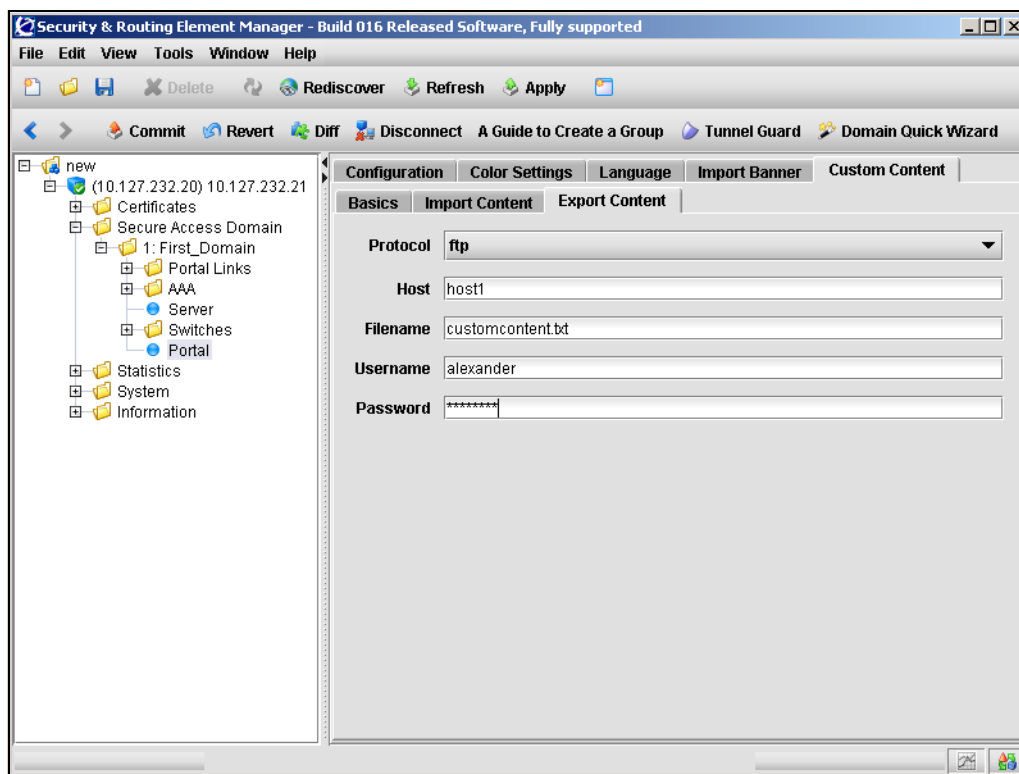 Security & Routing Element Manager - Build 016 Released Software, Fully supported
File Edit View Tools Window Help
Delete Rediscover Refresh Apply
Commit Revert Diff Disconnect A Guide to Create a Group Tunnel Guard Domain Quick Wizard
new
(10.127.232.20) 10.127.232.21
Certificates
Secure Access Domain
1: First_Domain
Portal Links
AAA
Server
Switches
Portal
Statistics
System
Information
Configuration Color Settings Language Import Banner Custom Content
Basics Import Content Export Content
Protocol ftp
Host host1
Filename customcontent.txt
Username alexander
Password ********